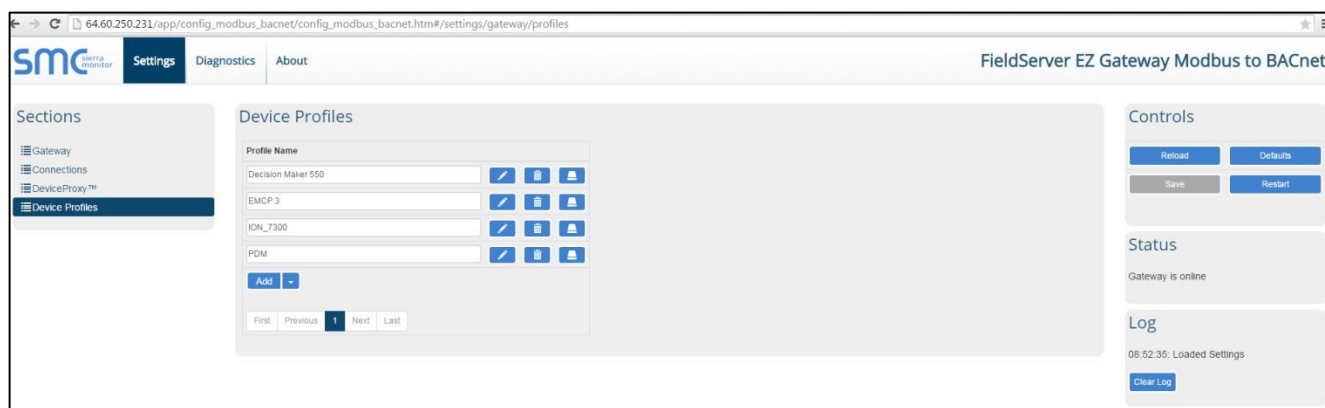 64.60.250.231/app/config_modbus_bacnet/config_modbus_bacnet.htm#/settings/gateway/profiles
SMC sierra monitor
Settings
Diagnostics
About
FieldServer EZ Gateway Modbus to BACnet
Sections
Gateway
Connections
DeviceProxy™
Device Profiles
Device Profiles
Profile Name
Decision Maker 550
EMCP 3
ION_7300
PDM
Add
First Previous 1 Next Last
Controls
Reload Defaults
Save Restart
Status
Gateway is online
Log
08:52:35: Loaded Settings
Clear Log